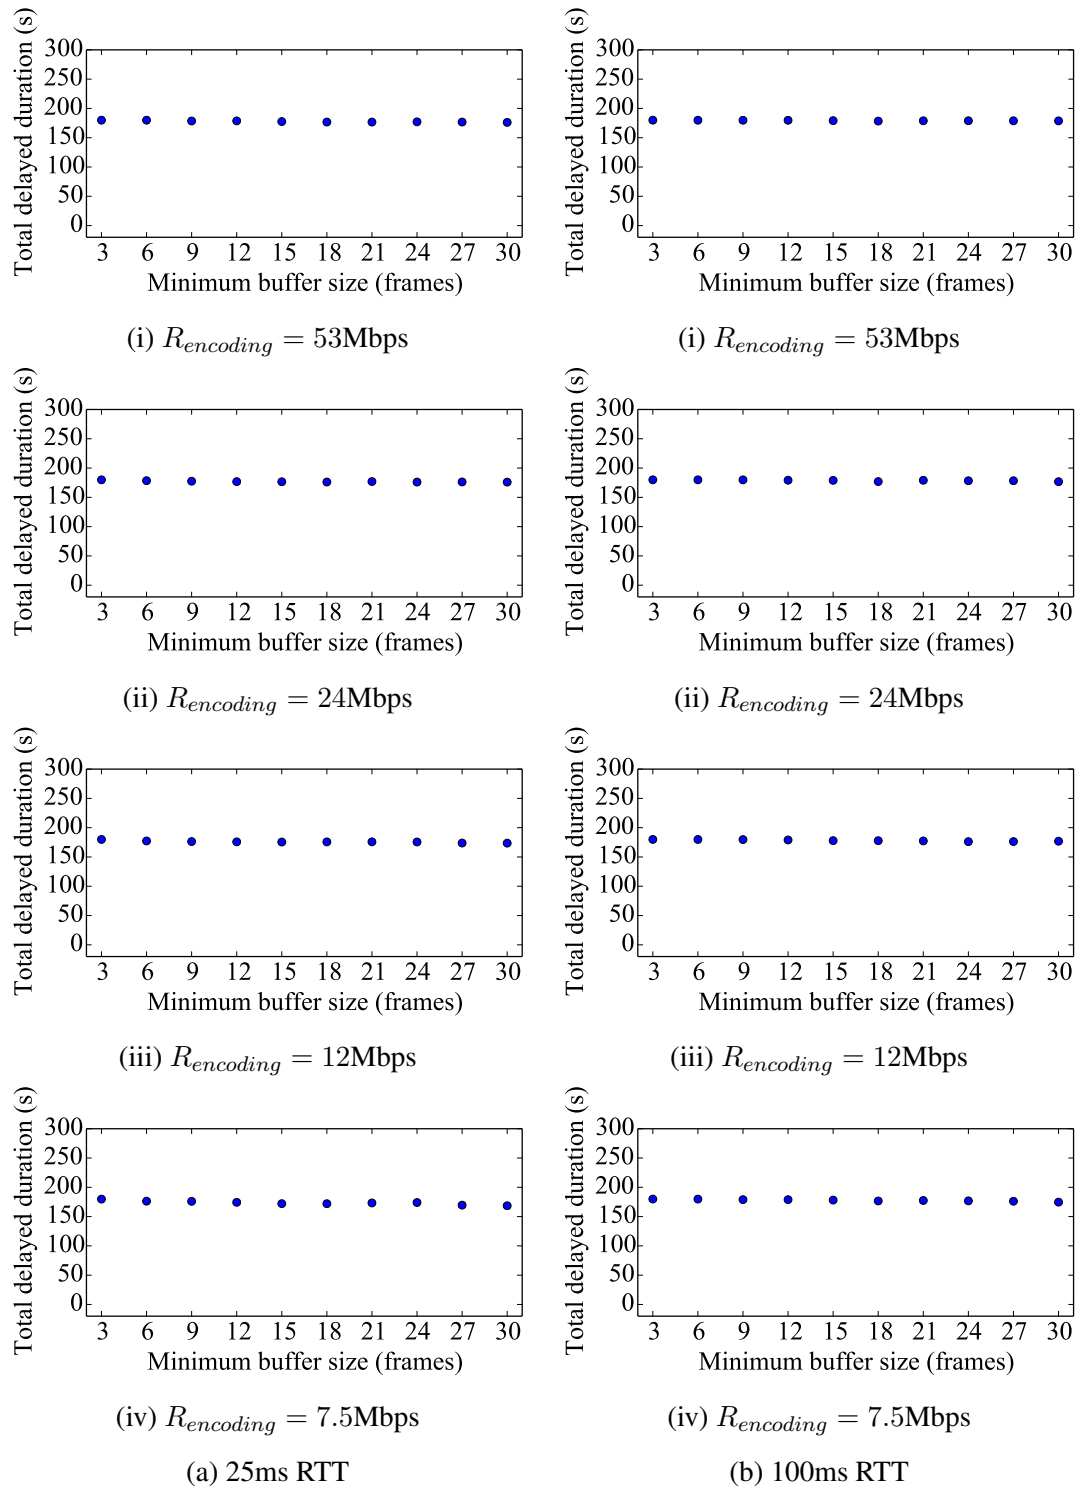 Total delayed duration (s)
300
250
200
150
100
50
0
3 6 9 12 15 18 21 24 27 30
Minimum buffer size (frames)
(i) R_encoding = 53Mbps
Total delayed duration (s)
300
250
200
150
100
50
0
3 6 9 12 15 18 21 24 27 30
Minimum buffer size (frames)
(i) R_encoding = 53Mbps
Total delayed duration (s)
300
250
200
150
100
50
0
3 6 9 12 15 18 21 24 27 30
Minimum buffer size (frames)
(ii) R_encoding = 24Mbps
Total delayed duration (s)
300
250
200
150
100
50
0
3 6 9 12 15 18 21 24 27 30
Minimum buffer size (frames)
(ii) R_encoding = 24Mbps
Total delayed duration (s)
300
250
200
150
100
50
0
3 6 9 12 15 18 21 24 27 30
Minimum buffer size (frames)
(iii) R_encoding = 12Mbps
Total delayed duration (s)
300
250
200
150
100
50
0
3 6 9 12 15 18 21 24 27 30
Minimum buffer size (frames)
(iii) R_encoding = 12Mbps
Total delayed duration (s)
300
250
200
150
100
50
0
3 6 9 12 15 18 21 24 27 30
Minimum buffer size (frames)
(iv) R_encoding = 7.5Mbps
Total delayed duration (s)
300
250
200
150
100
50
0
3 6 9 12 15 18 21 24 27 30
Minimum buffer size (frames)
(iv) R_encoding = 7.5Mbps
(a) 25ms RTT
(b) 100ms RTT